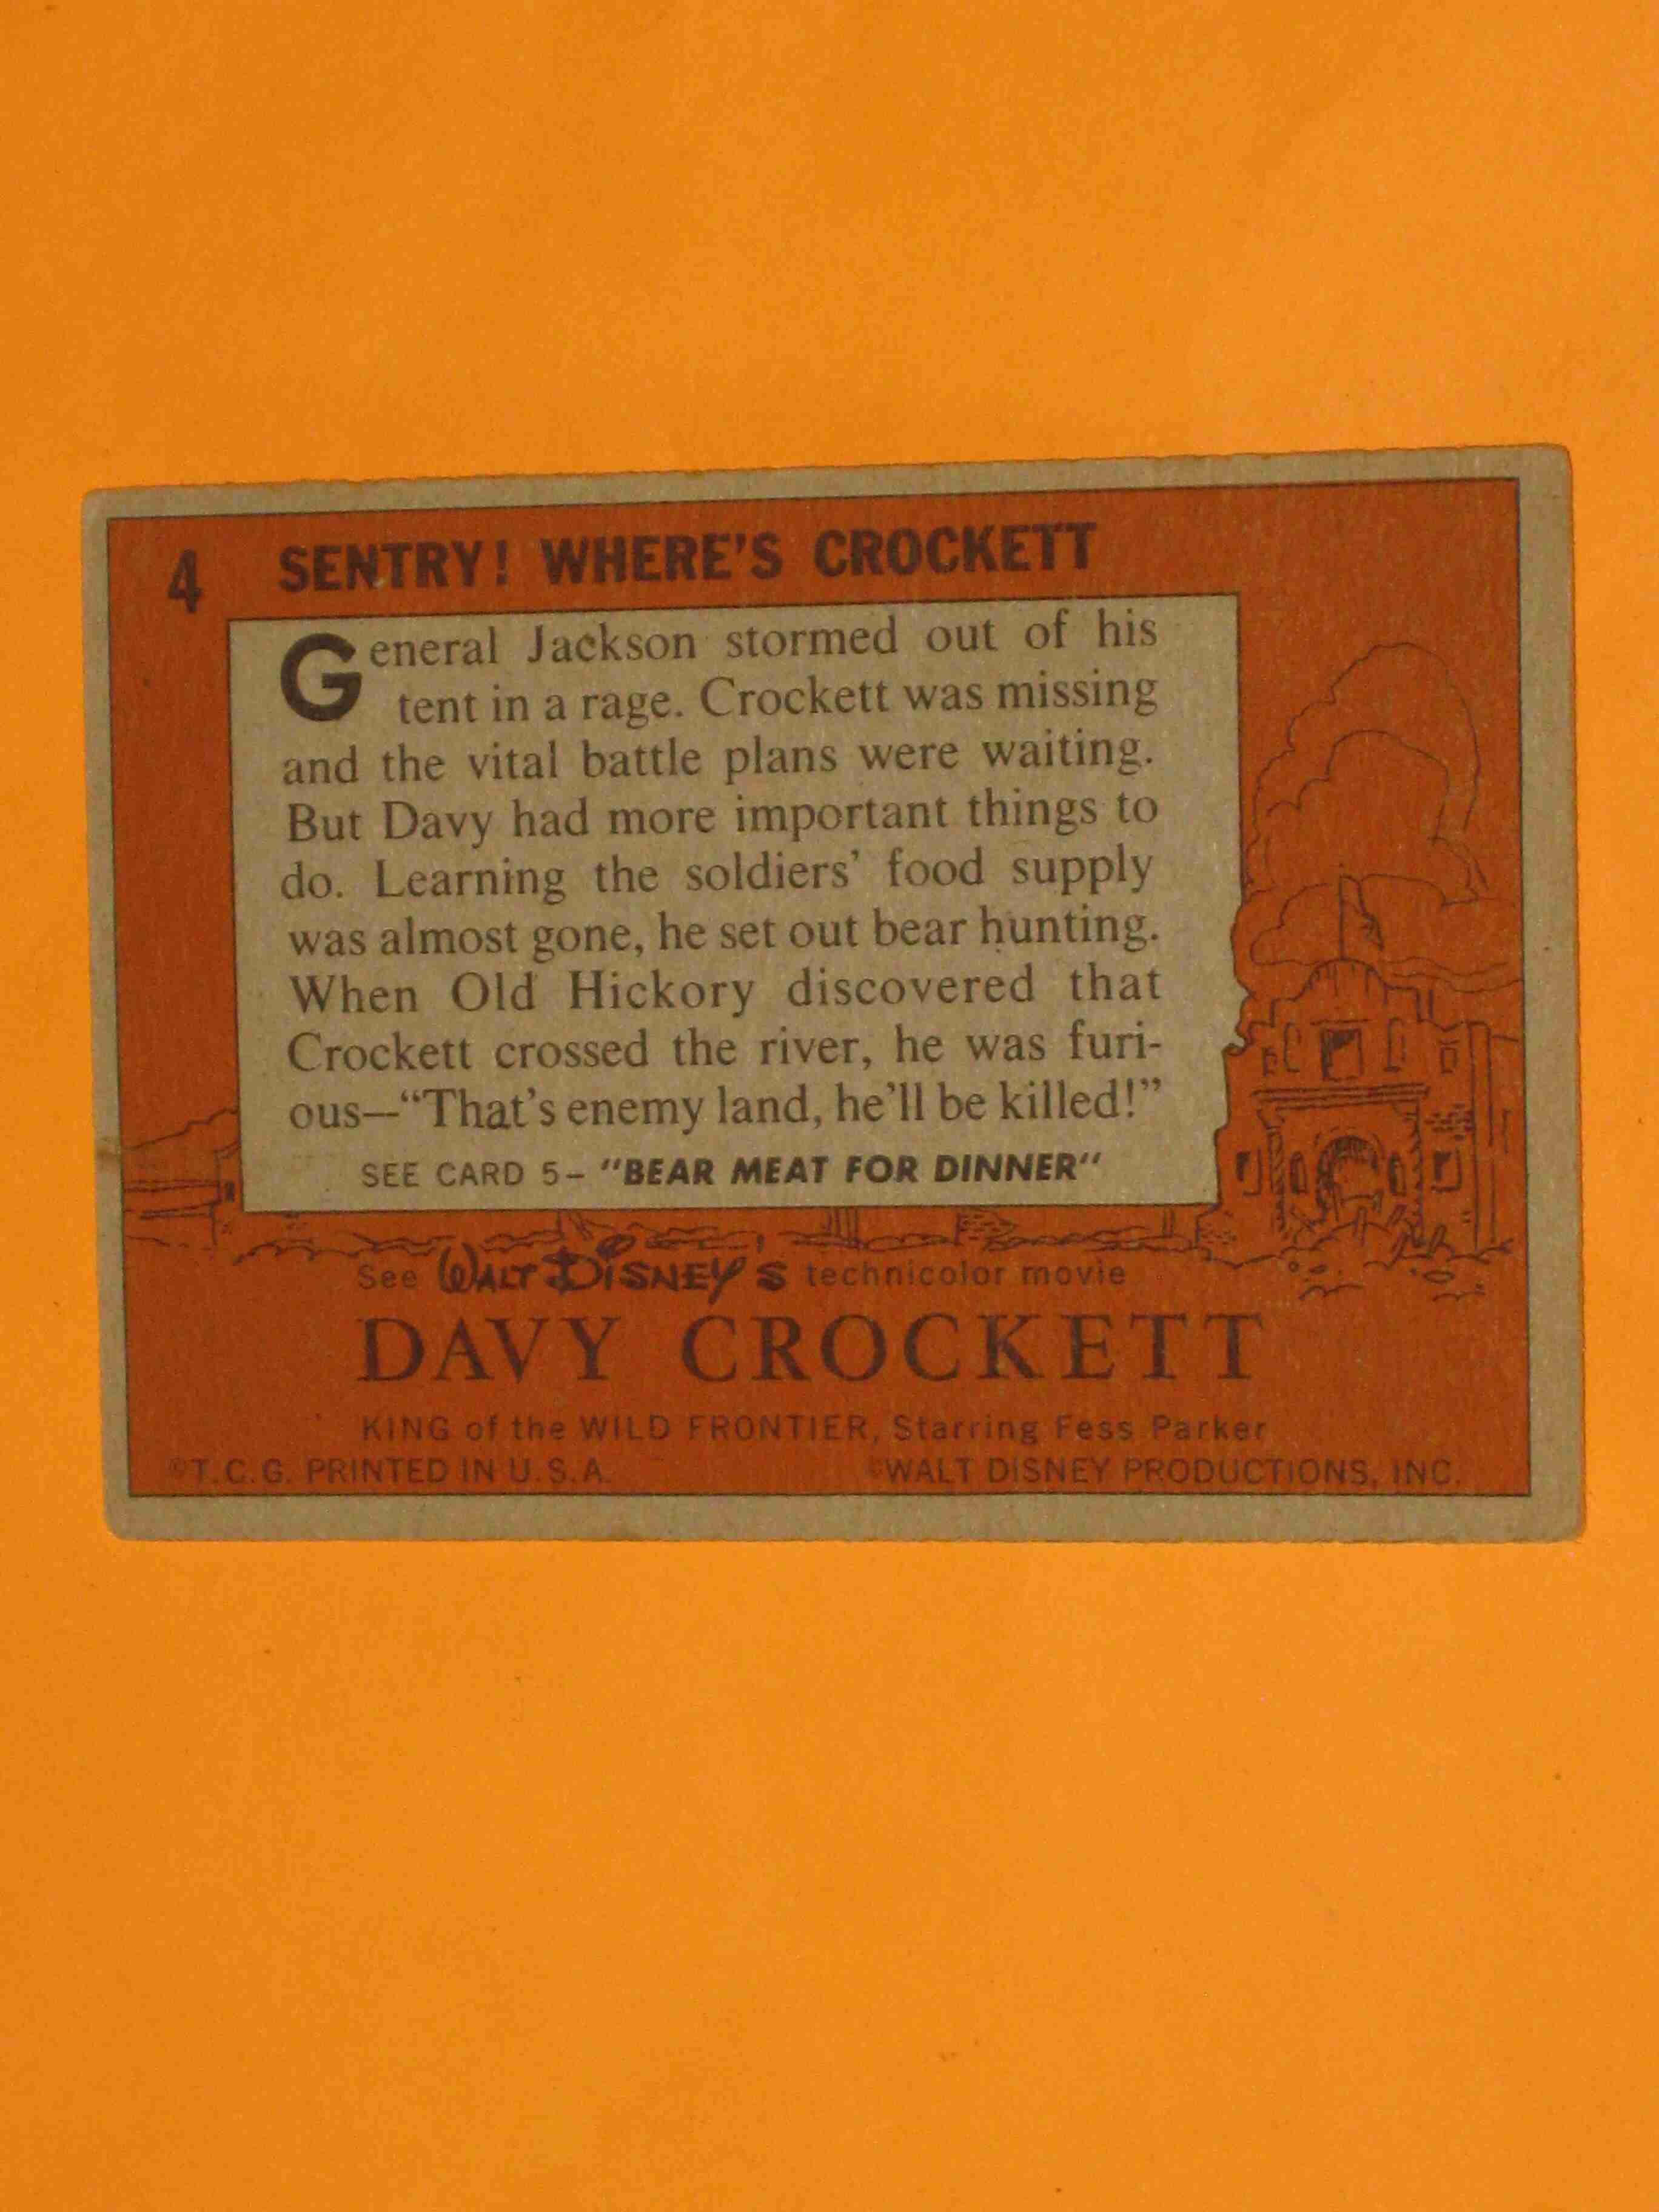 4 SENTRY! WHERE'S CROCKETT
General Jackson stormed out of his
tent in a rage. Crockett was missing
and the vital battle plans were waiting.
But Davy had more important things to
do. Learning the soldiers' food supply
was almost gone, he set out bear hunting.
When Old Hickory discovered that
Crockett crossed the river, he was furi-
ous—“That's enemy land, he'll be killed!”
SEE CARD 5– "BEAR MEAT FOR DINNER"
See WALT DISNEY'S technicolor movie
DAVY CROCKETT
KING of the WILD FRONTIER, Starring Fess Parker
©T.C.G. PRINTED IN U.S.A. ©WALT DISNEY PRODUCTIONS, INC.